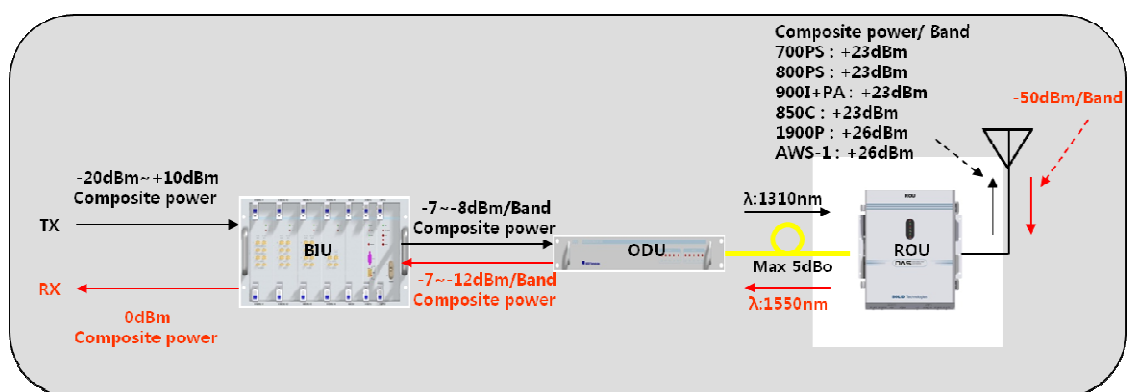 Composite power/ Band
700PS : +23dBm
800PS : +23dBm
900I+PA : +23dBm
850C : +23dBm
1900P : +26dBm
AWS-1 : +26dBm
-50dBm/Band
-20dBm~+10dBm
Composite power
TX
BIU
-7~-8dBm/Band
Composite power
ODU
λ:1310nm
Max 5dBo
ROU
ROU
-7~-12dBm/Band
Composite power
λ:1550nm
RX
0dBm
Composite power